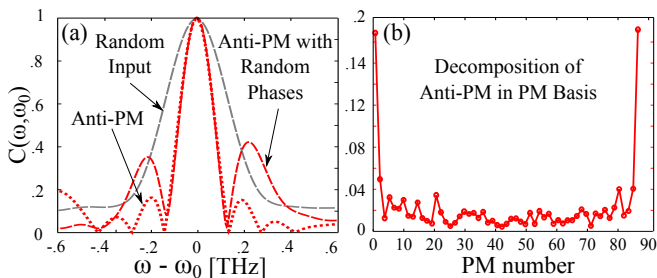 (a)
Random
Input
Anti-PM with
Random
Phases
Anti-PM
C(ω,ω₀)
1
.8
.6
.4
.2
0
-.6 -.4 -.2 0 .2 .4 .6
ω - ω₀ [THz]
(b)
Decomposition of
Anti-PM in PM Basis
.2
.16
.12
.08
.04
0
0 10 20 30 40 50 60 70 80 90
PM number